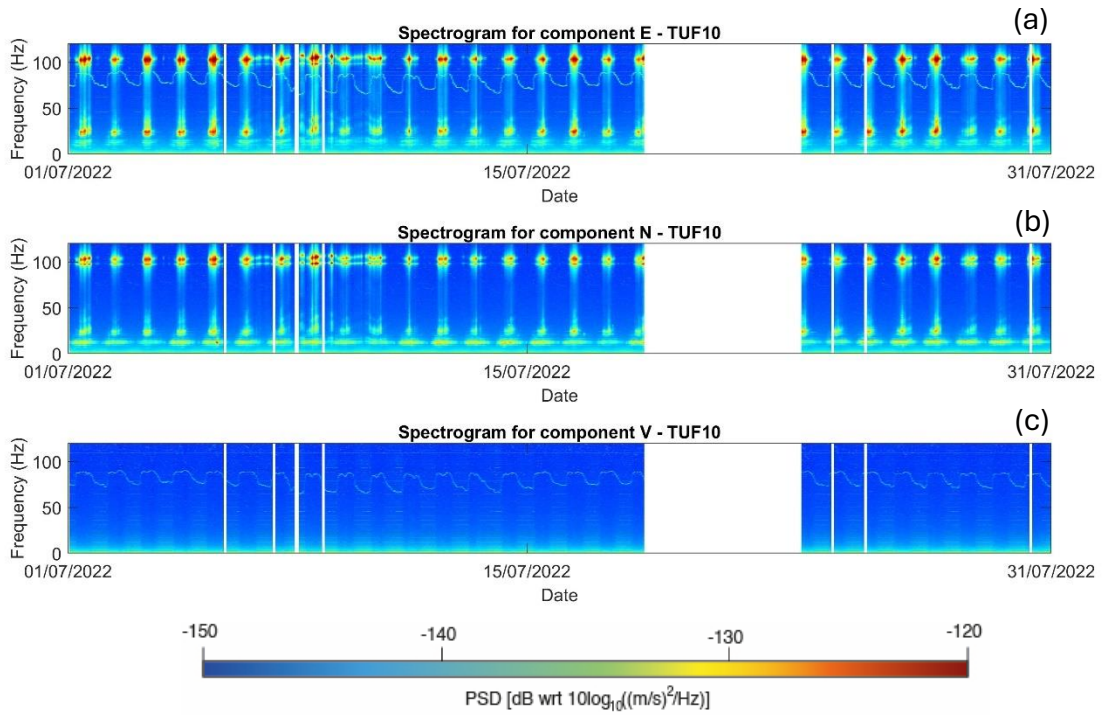 (a)
Spectrogram for component E - TUF10
Frequency (Hz)
100
50
0
01/07/2022 15/07/2022 31/07/2022
Date
(b)
Spectrogram for component N - TUF10
Frequency (Hz)
100
50
0
01/07/2022 15/07/2022 31/07/2022
Date
(c)
Spectrogram for component V - TUF10
Frequency (Hz)
100
50
0
01/07/2022 15/07/2022 31/07/2022
Date
-150 -140 -130 -120
PSD [dB wrt 10log₁₀((m/s)²/Hz)]